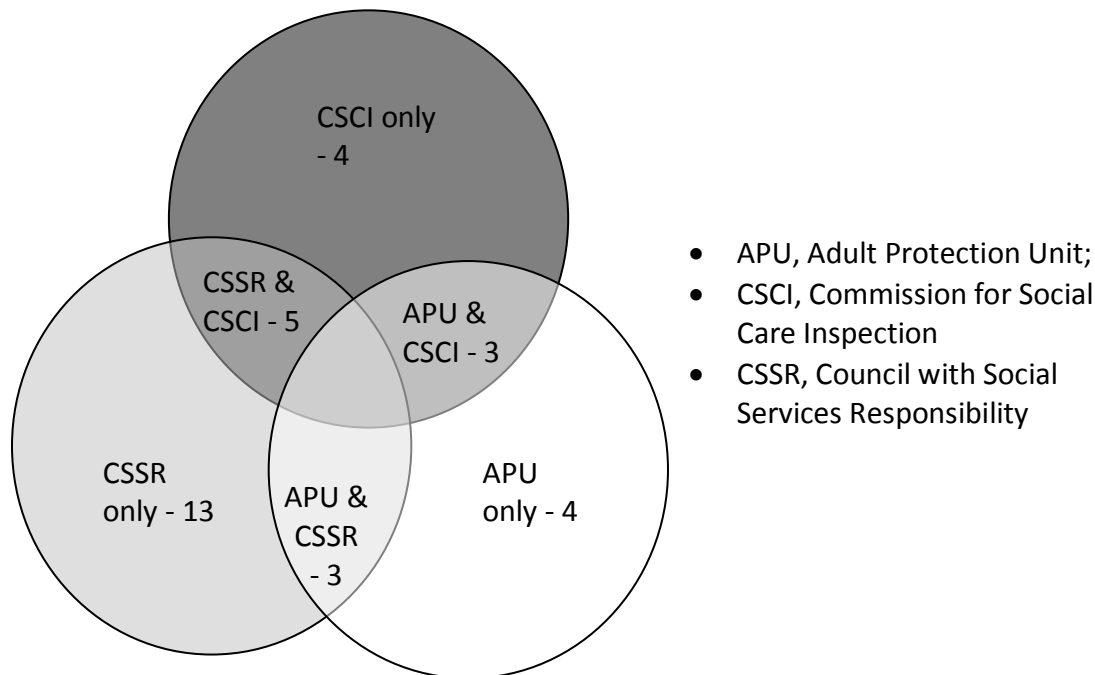 CSCI only
- 4
CSSR &
CSCI - 5
APU &
CSCI - 3
CSSR
only - 13
APU &
CSSR
- 3
APU
only - 4
• APU, Adult Protection Unit;
• CSCI, Commission for Social
Care Inspection
• CSSR, Council with Social
Services Responsibility